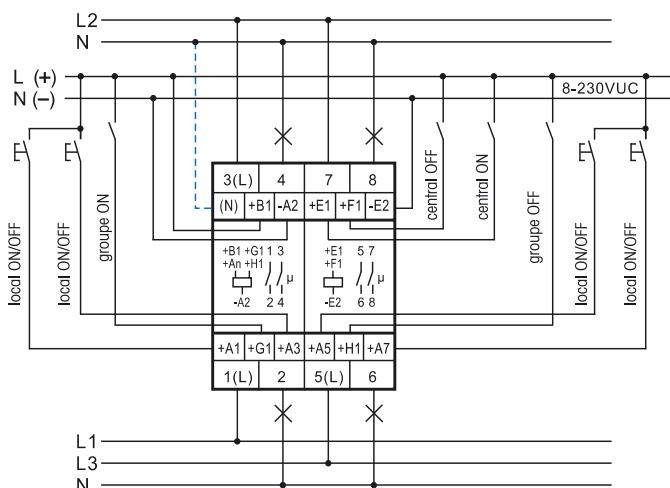 L2
N
L (+)
N (−)
8-230VUC
3(L) 4 7 8
(N) +B1 -A2 +E1 +F1 -E2
local ON/OFF
local ON/OFF
groupe ON
central OFF
central ON
groupe OFF
local ON/OFF
local ON/OFF
+B1 +G1 1 3
+An +H1
µ
-A2 2 4
+E1 5 7
+F1
µ
-E2 6 8
+A1 +G1 +A3 +A5 +H1 +A7
1(L) 2 5(L) 6
L1
L3
N